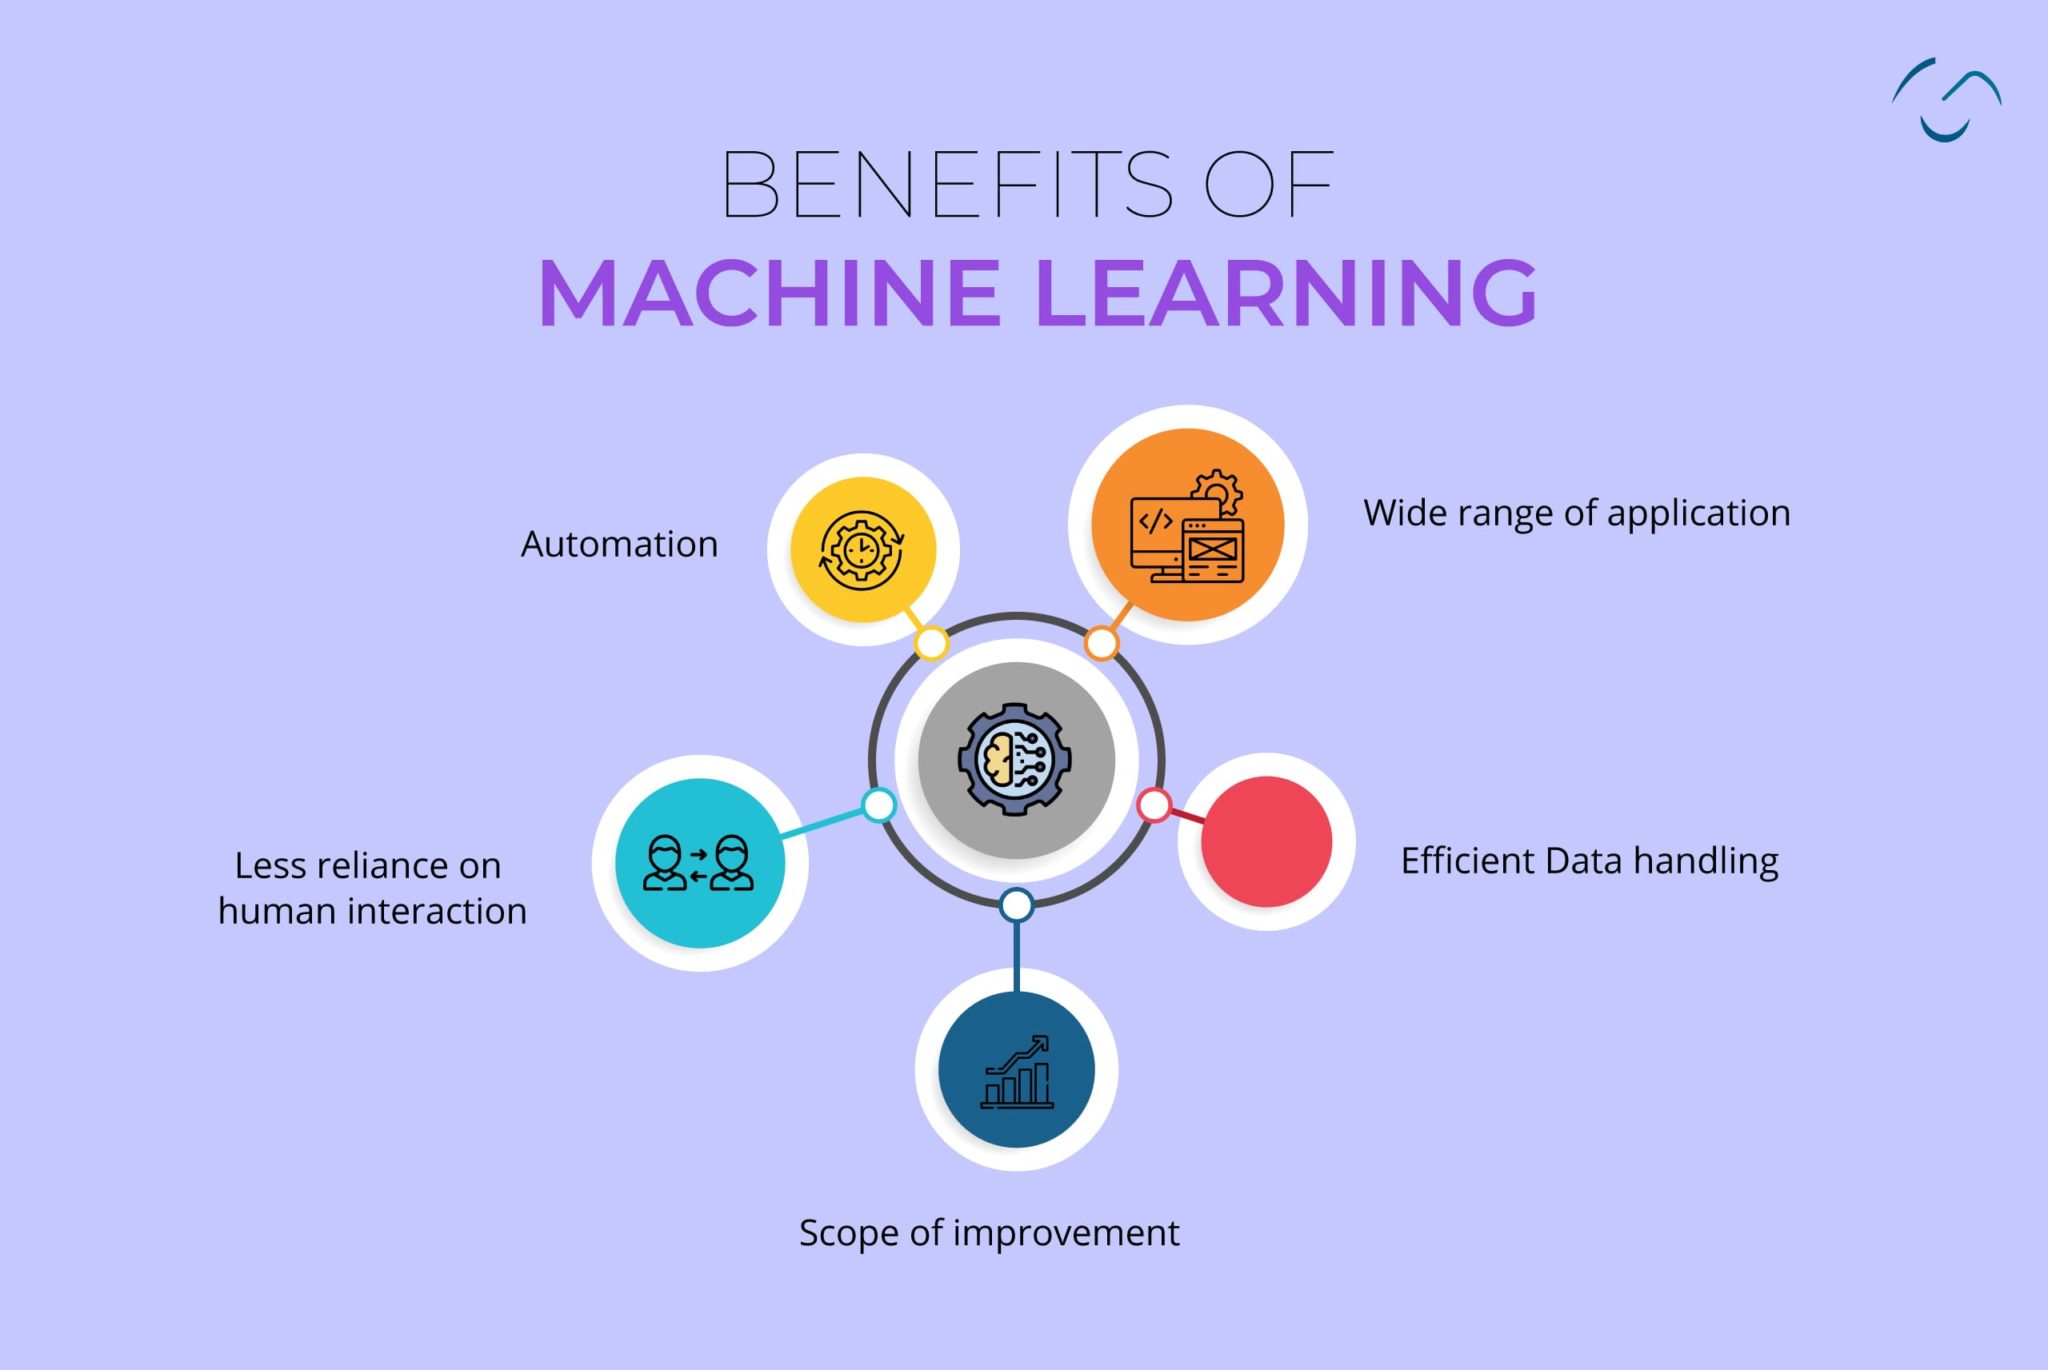 BENEFITS OF
MACHINE LEARNING
Automation
Wide range of application
</>
Less reliance on
human interaction
Efficient Data handling
Scope of improvement